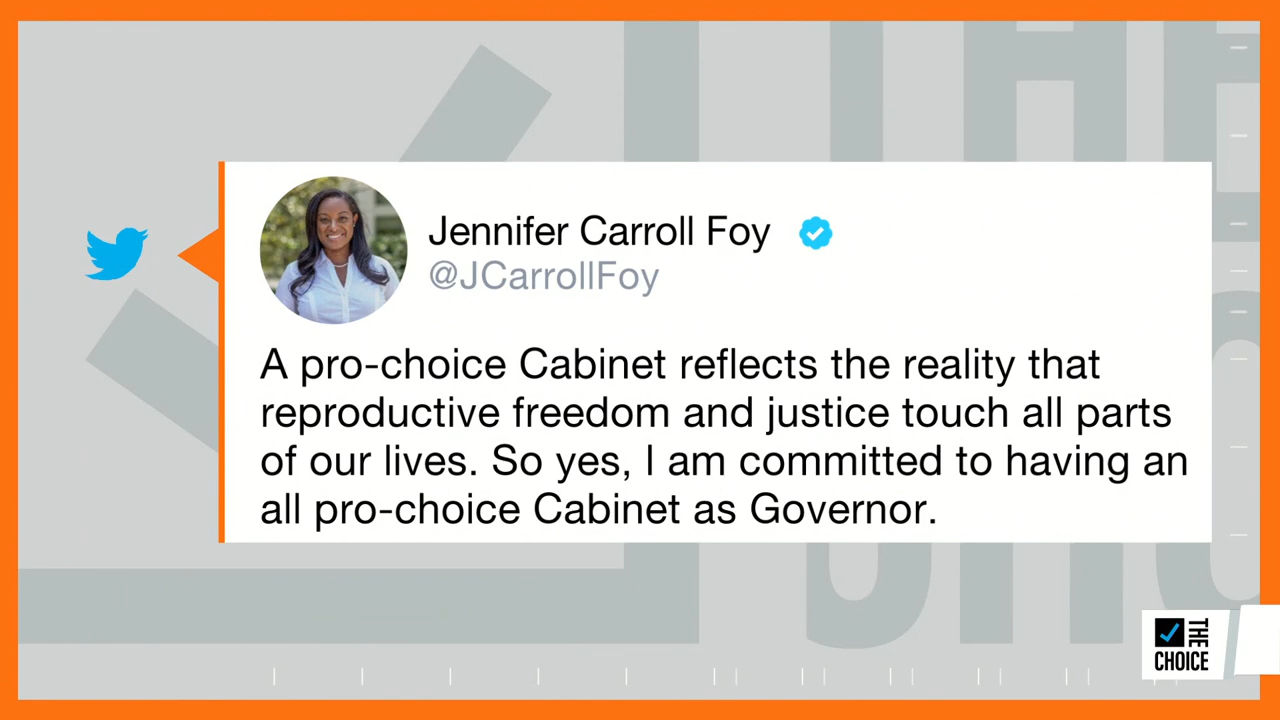 Jennifer Carroll Foy
@JCarrollFoy
A pro-choice Cabinet reflects the reality that
reproductive freedom and justice touch all parts
of our lives. So yes, I am committed to having an
all pro-choice Cabinet as Governor.
THE
CHOICE